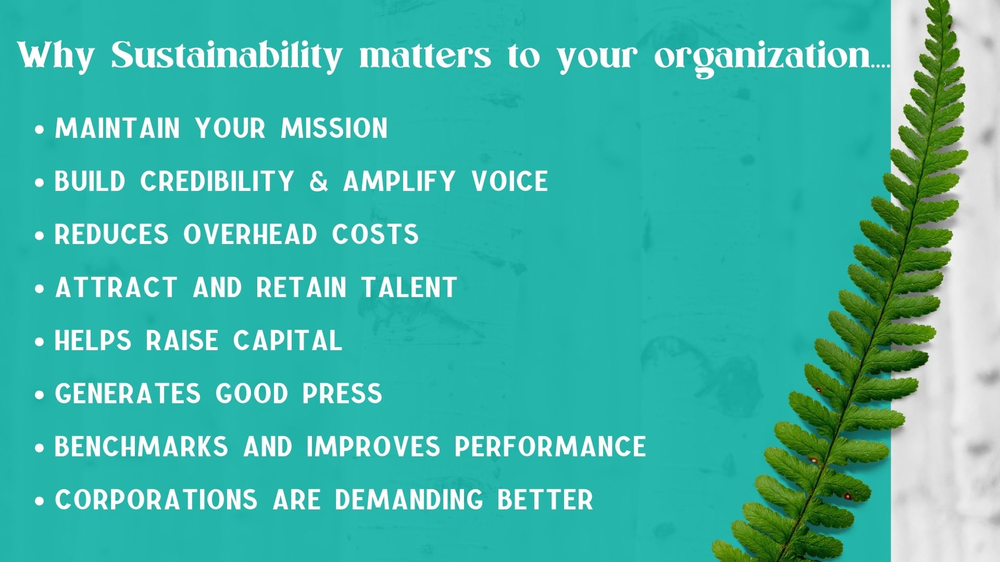 Why Sustainability matters to your organization....
• MAINTAIN YOUR MISSION
• BUILD CREDIBILITY & AMPLIFY VOICE
• REDUCES OVERHEAD COSTS
• ATTRACT AND RETAIN TALENT
• HELPS RAISE CAPITAL
• GENERATES GOOD PRESS
• BENCHMARKS AND IMPROVES PERFORMANCE
• CORPORATIONS ARE DEMANDING BETTER